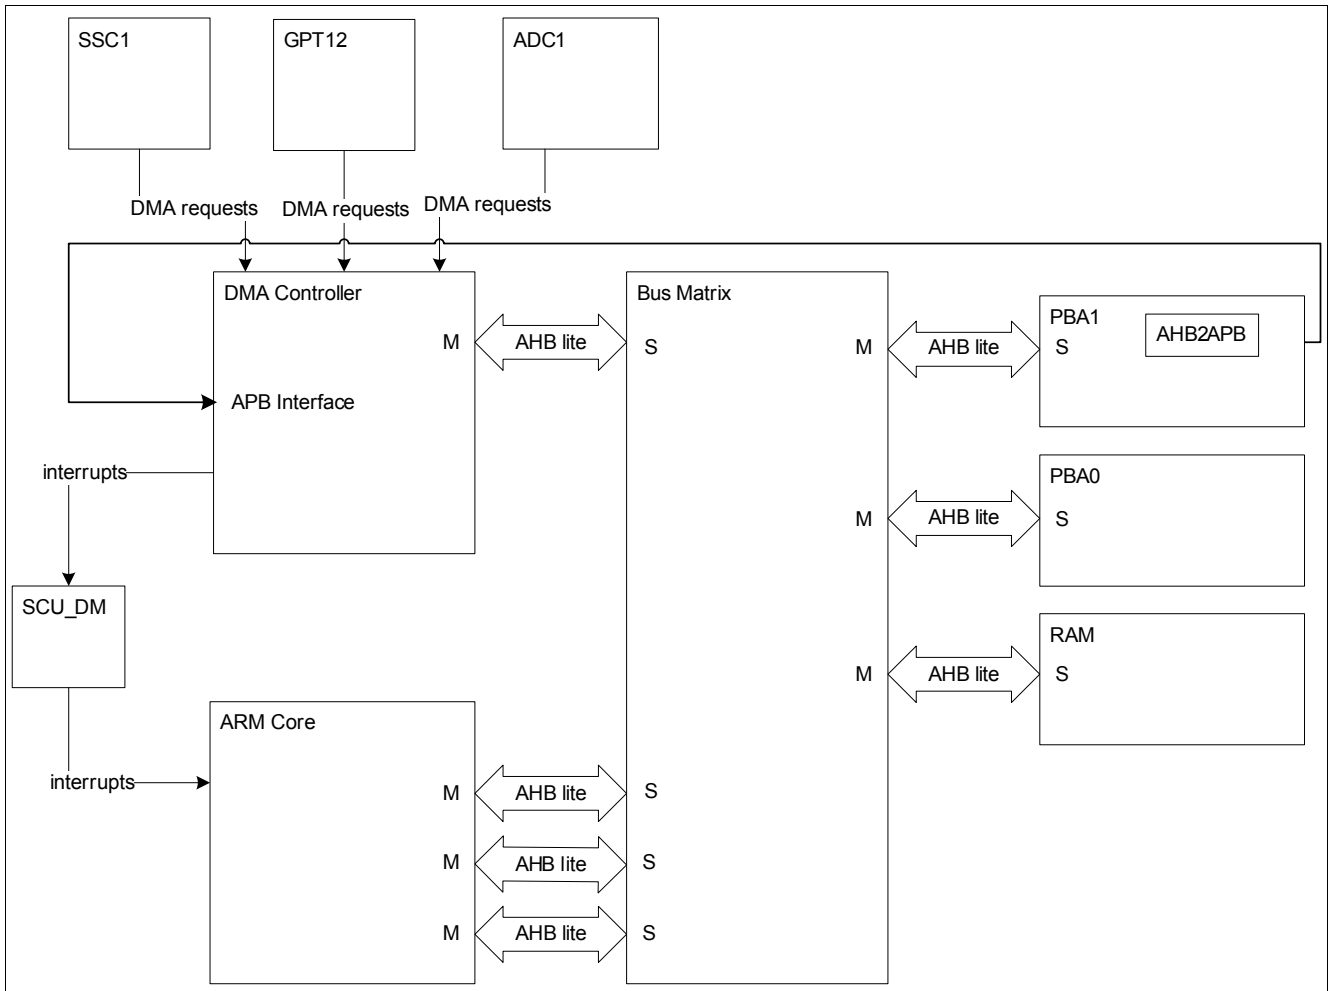 SSC1
GPT12
ADC1
DMA requests
DMA requests
DMA requests
DMA Controller
Bus Matrix
M
AHB lite
S
M
AHB lite
PBA1
S
AHB2APB
APB Interface
interrupts
M
AHB lite
PBA0
S
SCU_DM
M
AHB lite
RAM
S
ARM Core
interrupts
M
AHB lite
S
M
AHB lite
S
M
AHB lite
S